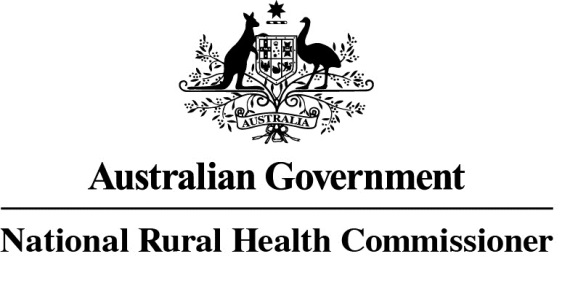 AUSTRALIA
Australian Government
National Rural Health Commissioner